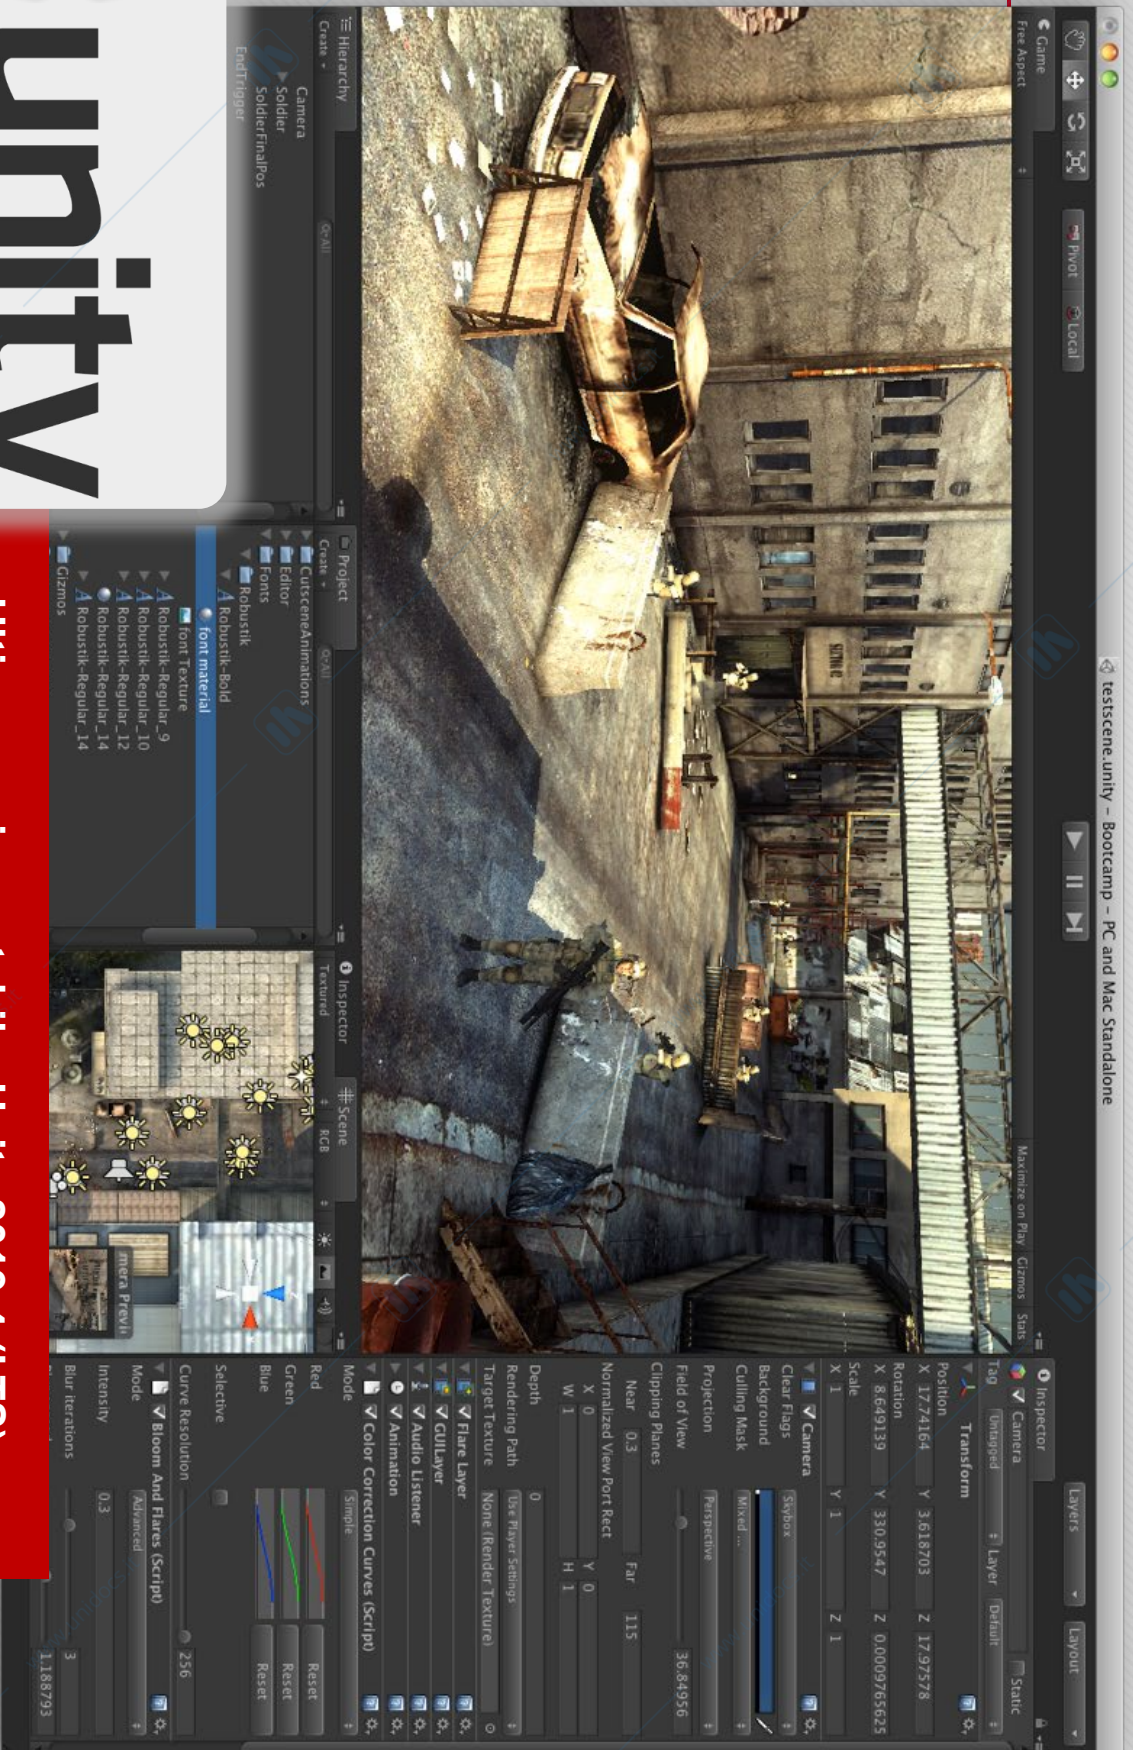 unity
testscene.unity – Bootcamp – PC and Mac Standalone
Pivot
Local
Layers
Layout
Game
Free Aspect
Maximize on Play
Gizmos
Stats
Hierarchy
Create
All
Camera
Soldier
SoldierFinalPos
EndTrigger
Project
Create
All
CutsceneAnimations
Editor
Fonts
Robustik
Robustik-Bold
font material
font Texture
Robustik-Regular_9
Robustik-Regular_10
Robustik-Regular_12
Robustik-Regular_14
Robustik-Regular_14
Gizmos
Inspector
Scene
Textured
RGB
mera Previ
Inspector
Camera
Static
Tag
Untagged
Layer
Default
Transform
Position
X 17.74164
Y 3.618703
Z 17.97578
Rotation
X 8.649139
Y 330.9547
Z 0.0009765625
Scale
X 1
Y 1
Z 1
Camera
Clear Flags
Skybox
Background
Culling Mask
Mixed ...
Projection
Perspective
Field of View
36.84956
Clipping Planes
Near 0.3
Far 115
Normalized View Port Rect
X 0
Y 0
W 1
H 1
Depth
0
Rendering Path
Use Player Settings
Target Texture
None (Render Texture)
Flare Layer
GUILayer
Audio Listener
Animation
Color Correction Curves (Script)
Mode
Simple
Red
Reset
Green
Reset
Blue
Reset
Selective
Curve Resolution
256
Bloom And Flares (Script)
Mode
Advanced
Intensity
0.3
Blur iterations
3
1.188793